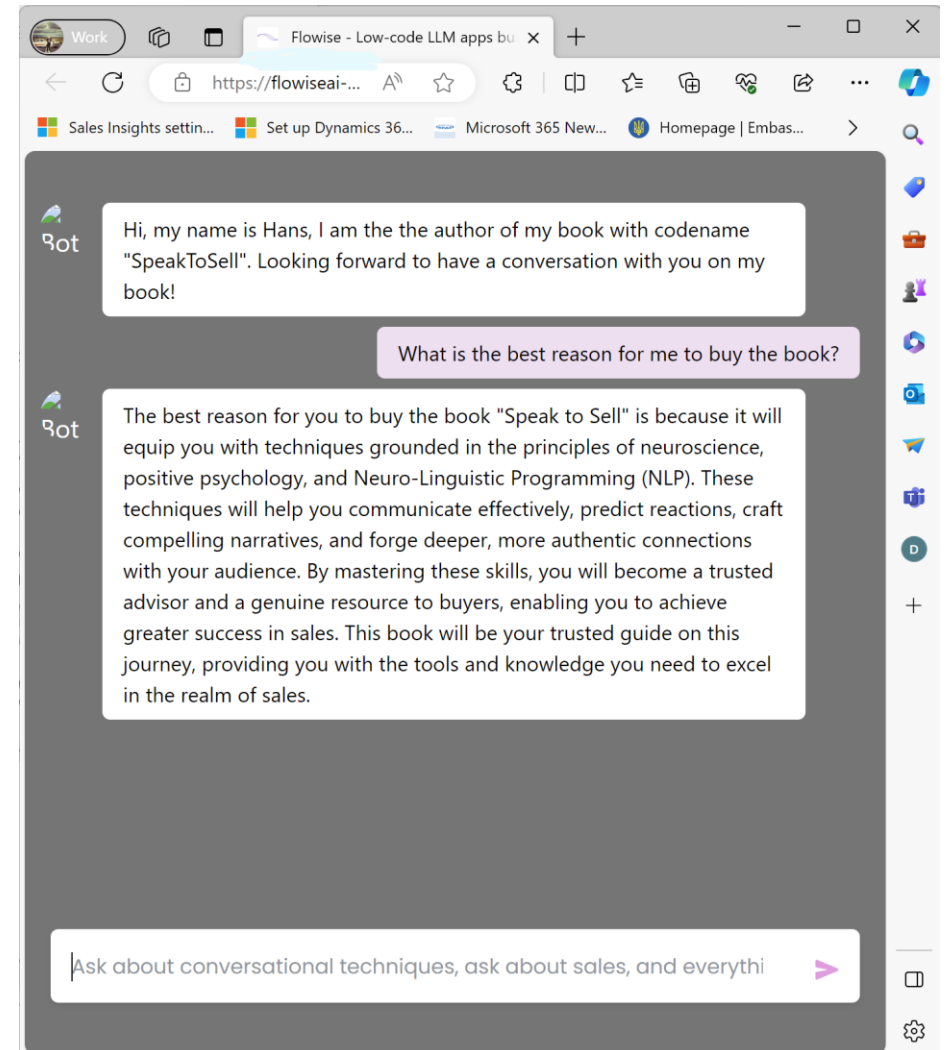 Work
Flowise - Low-code LLM apps bu
https://flowiseai-...
Sales Insights settin...
Set up Dynamics 36...
Microsoft 365 New...
Homepage | Embas...
Bot
Hi, my name is Hans, I am the the author of my book with codename
"SpeakToSell". Looking forward to have a conversation with you on my
book!
What is the best reason for me to buy the book?
Bot
The best reason for you to buy the book "Speak to Sell" is because it will
equip you with techniques grounded in the principles of neuroscience,
positive psychology, and Neuro-Linguistic Programming (NLP). These
techniques will help you communicate effectively, predict reactions, craft
compelling narratives, and forge deeper, more authentic connections
with your audience. By mastering these skills, you will become a trusted
advisor and a genuine resource to buyers, enabling you to achieve
greater success in sales. This book will be your trusted guide on this
journey, providing you with the tools and knowledge you need to excel
in the realm of sales.
D
Ask about conversational techniques, ask about sales, and everythi